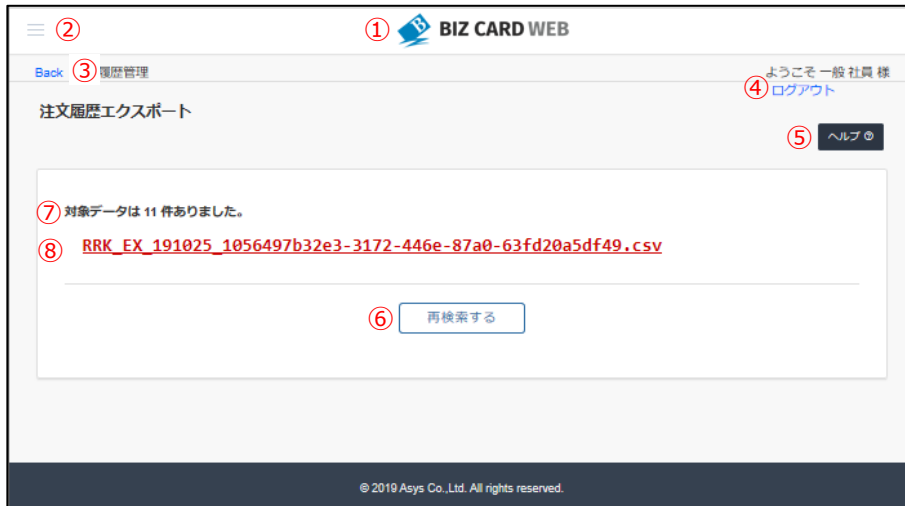 ② ① BIZ CARD WEB
Back ③ 履歴管理 ようこそ 一般 社員 様
④ ログアウト
注文履歴エクスポート
⑤ ヘルプ
⑦ 対象データは 11 件ありました。
⑧ RRK_EX_191025_1056497b32e3-3172-446e-87a0-63fd20a5df49.csv
⑥ 再検索する
© 2019 Asys Co.,Ltd. All rights reserved.